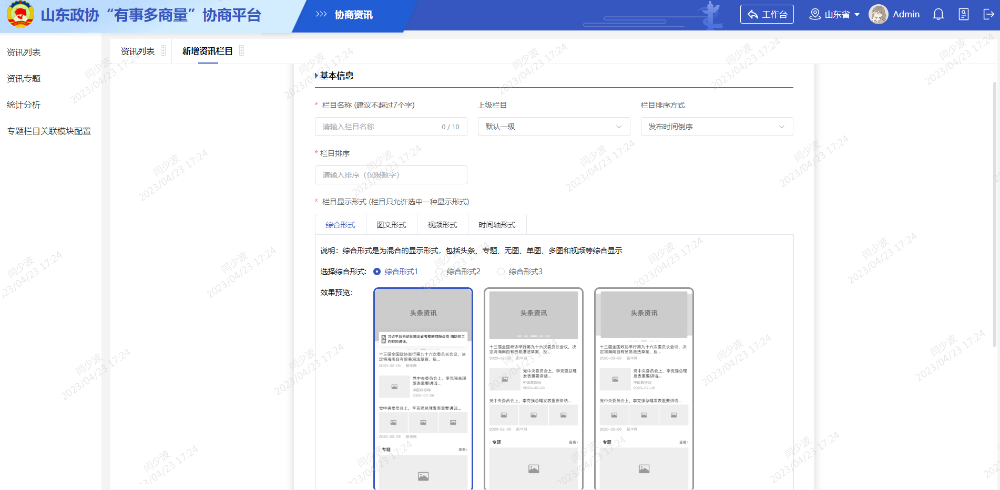 山东政协“有事多商量”协商平台
协商资讯
工作台
山东省
Admin
资讯列表
资讯专题
统计分析
专题栏目关联模块配置
资讯列表
新增资讯栏目
基本信息
* 栏目名称 (建议不超过7个字)
上级栏目
栏目排序方式
请输入栏目名称
0 / 10
默认一级
发布时间倒序
* 栏目排序
请输入排序（仅限数字）
* 栏目显示形式 (栏目只允许选中一种显示形式)
综合形式
图文形式
视频形式
时间轴形式
说明：综合形式是为混合的显示形式，包括头条、专题、无图、单图、多图和视频等综合显示
选择综合形式:
综合形式1
综合形式2
综合形式3
效果预览：
头条资讯
习近平总书记在湖北省考察新冠肺炎疫 情防控工
作时的讲话。
十三届全国政协举行第九十六次委员长会议，决
定将海南自有贸易港法草案、反...
2020-02-06 新华网
党中央委员会上，李克强总理
发表重要讲话...
中国政协网
2020-02-06
党中央委员会上，李克强总理发表重要讲话...
2020-02-06 新华网
专题
查看›
头条资讯
十三届全国政协举行第九十六次委员长会议，决
定将海南自有贸易港法草案、反...
2020-02-06 新华网
党中央委员会上，李克强总理
发表重要讲话...
中国政协网
2020-02-06
党中央委员会上，李克强总理发表重要讲话...
2020-02-06 新华网
专题
查看›
头条资讯
十三届全国政协举行第九十六次委员长会议，决
定将海南自有贸易港法草案、反...
2020-02-06 新华网
党中央委员会上，李克强总理
发表重要讲话...
中国政协网
2020-02-06
党中央委员会上，李克强总理发表重要讲话...
2020-02-06 新华网
专题
查看›
闫少波
2023/04/23 17:24